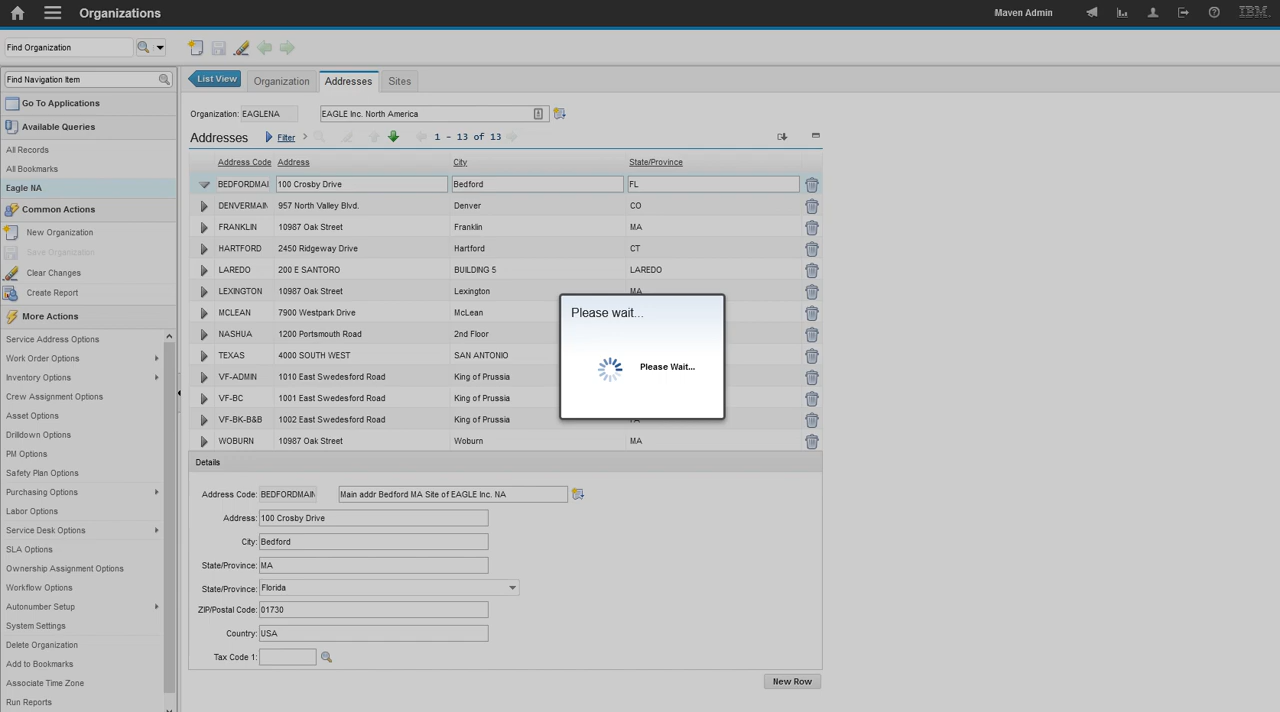 Organizations
Maven Admin
IBM
Find Organization
Find Navigation Item
Go To Applications
Available Queries
All Records
All Bookmarks
Eagle NA
Common Actions
New Organization
Save Organization
Clear Changes
Create Report
More Actions
Service Address Options
Work Order Options
Inventory Options
Crew Assignment Options
Asset Options
Drilldown Options
PM Options
Safety Plan Options
Purchasing Options
Labor Options
Service Desk Options
SLA Options
Ownership Assignment Options
Workflow Options
Autonumber Setup
System Settings
Delete Organization
Add to Bookmarks
Associate Time Zone
Run Reports
List View Organization Addresses Sites
Organization: EAGLENA EAGLE Inc. North America
Addresses Filter 1 - 13 of 13
Address Code Address City State/Province
BEDFORDMAI 100 Crosby Drive Bedford FL
DENVERMAIN 957 North Valley Blvd. Denver CO
FRANKLIN 10987 Oak Street Franklin MA
HARTFORD 2450 Ridgeway Drive Hartford CT
LAREDO 200 E SANTORO BUILDING 5 LAREDO
LEXINGTON 10987 Oak Street Lexington MA
MCLEAN 7900 Westpark Drive McLean
NASHUA 1200 Portsmouth Road 2nd Floor
TEXAS 4000 SOUTH WEST SAN ANTONIO
VF-ADMIN 1010 East Swedesford Road King of Prussia
VF-BC 1001 East Swedesford Road King of Prussia
VF-BK-B&B 1002 East Swedesford Road King of Prussia
WOBURN 10987 Oak Street Woburn MA
Please wait...
Please Wait...
Details
Address Code: BEDFORDMAIN Main addr Bedford MA Site of EAGLE Inc. NA
Address: 100 Crosby Drive
City: Bedford
State/Province: MA
State/Province: Florida
ZIP/Postal Code: 01730
Country: USA
Tax Code 1:
New Row